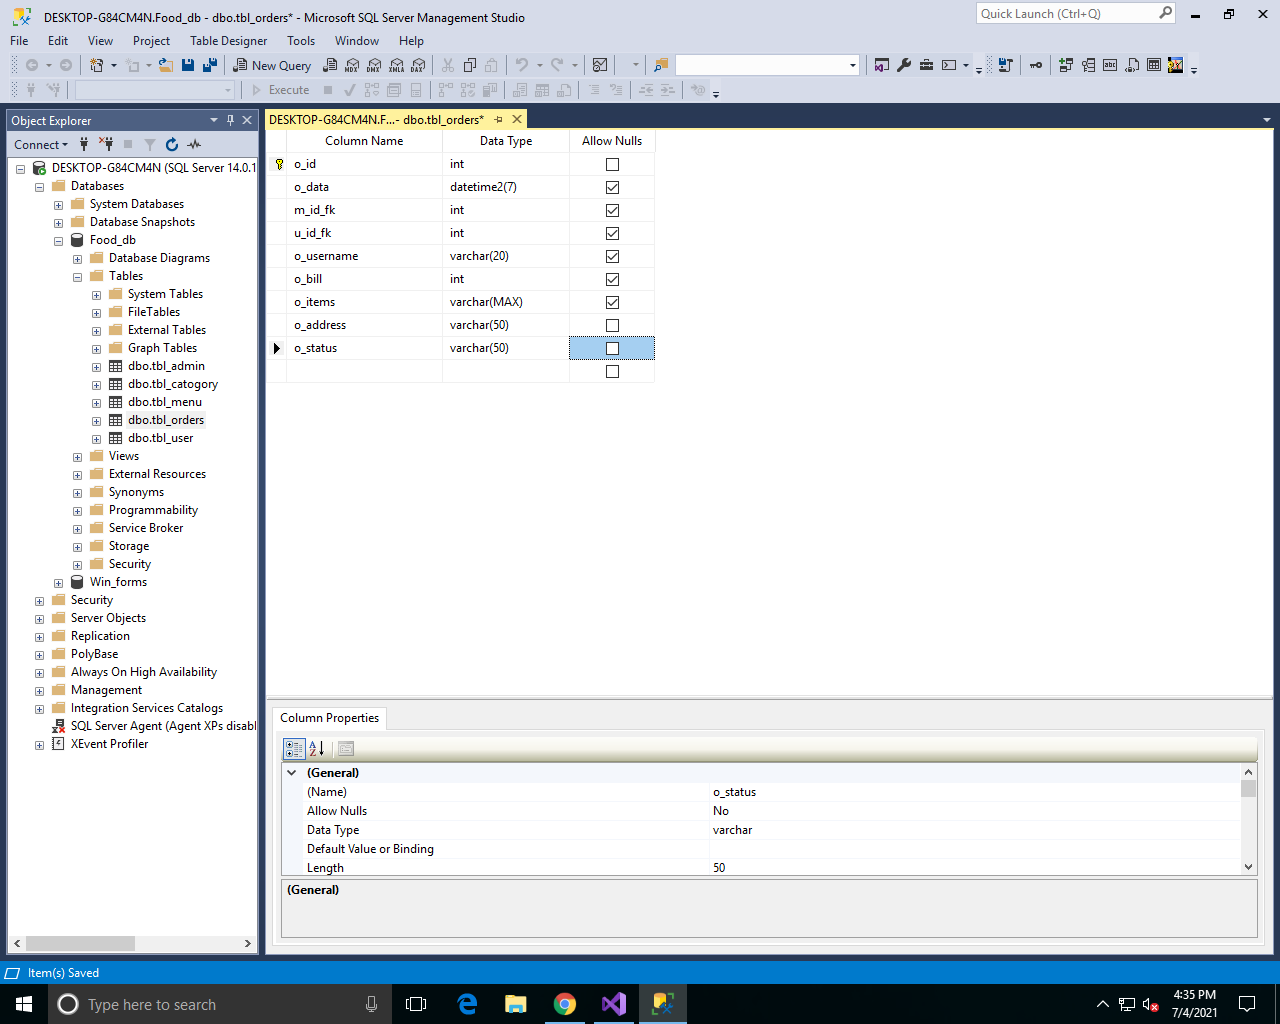 DESKTOP-G84CM4N.Food_db - dbo.tbl_orders* - Microsoft SQL Server Management Studio
Quick Launch (Ctrl+Q)
File Edit View Project Table Designer Tools Window Help
New Query MDX DMX XMLA DAX
Execute
Object Explorer
Connect
DESKTOP-G84CM4N (SQL Server 14.0.1
Databases
System Databases
Database Snapshots
Food_db
Database Diagrams
Tables
System Tables
FileTables
External Tables
Graph Tables
dbo.tbl_admin
dbo.tbl_catogory
dbo.tbl_menu
dbo.tbl_orders
dbo.tbl_user
Views
External Resources
Synonyms
Programmability
Service Broker
Storage
Security
Win_forms
Security
Server Objects
Replication
PolyBase
Always On High Availability
Management
Integration Services Catalogs
SQL Server Agent (Agent XPs disabl
XEvent Profiler
DESKTOP-G84CM4N.F...- dbo.tbl_orders*
Column Name Data Type Allow Nulls
o_id int
o_data datetime2(7)
m_id_fk int
u_id_fk int
o_username varchar(20)
o_bill int
o_items varchar(MAX)
o_address varchar(50)
o_status varchar(50)
Column Properties
(General)
(Name) o_status
Allow Nulls No
Data Type varchar
Default Value or Binding
Length 50
(General)
Item(s) Saved
Type here to search
4:35 PM
7/4/2021